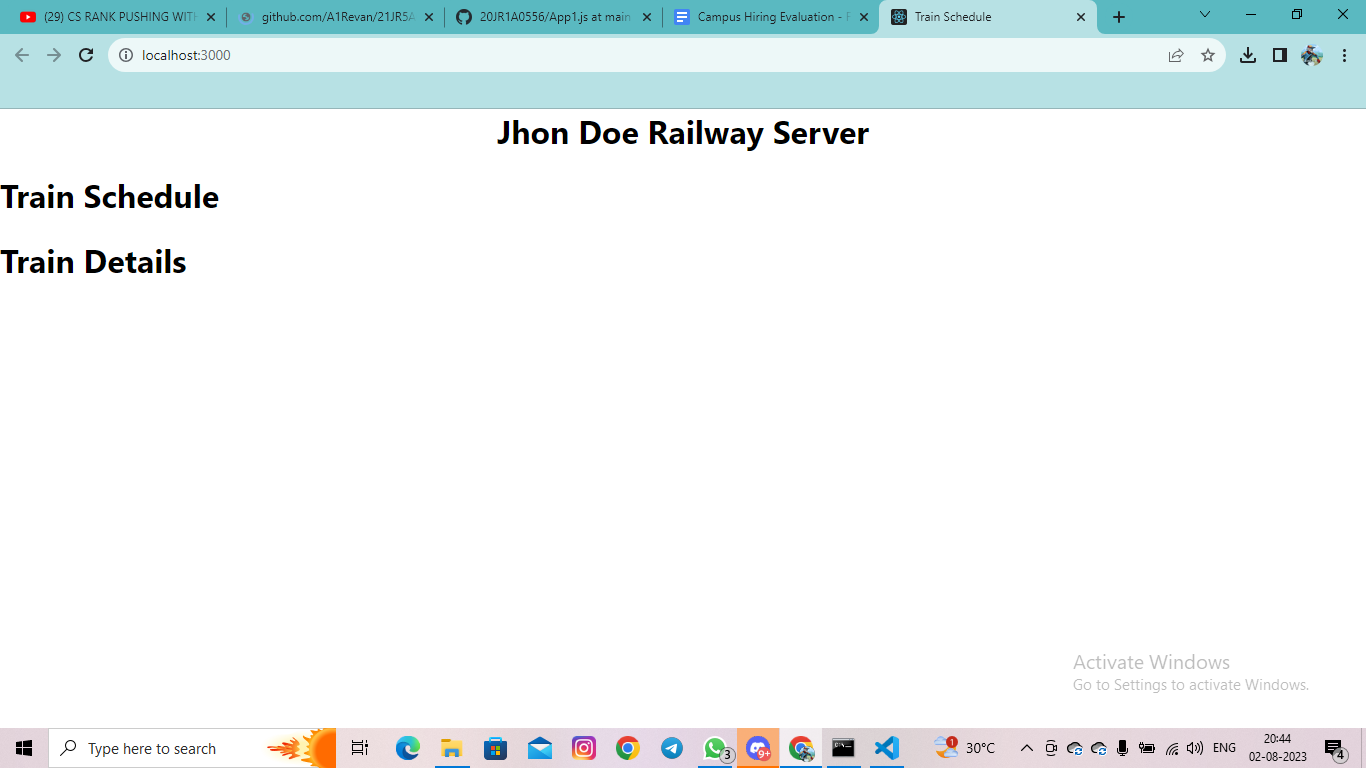 (29) CS RANK PUSHING WITH
github.com/A1Revan/21JR5A
20JR1A0556/App1.js at main
Campus Hiring Evaluation - F
Train Schedule
localhost:3000
Jhon Doe Railway Server
Train Schedule
Train Details
Activate Windows
Go to Settings to activate Windows.
Type here to search
3
9+
1
30°C
ENG
20:44
02-08-2023
4